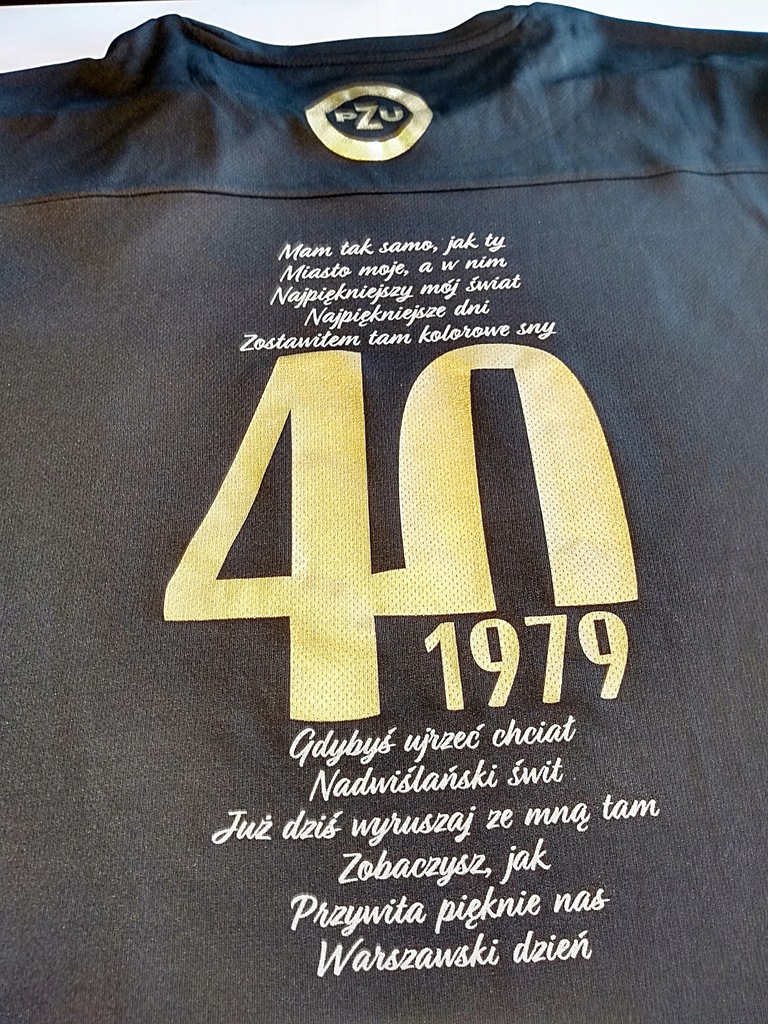 PZU
Mam tak samo, jak ty
Miasto moje, a w nim
Najpiękniejszy mój świat
Najpiękniejsze dni
Zostawiłem tam kolorowe sny
40
1979
Gdybyś ujrzeć chciał
Nadwiślański świt
Już dziś wyruszaj ze mną tam
Zobaczysz, jak
Przywita pięknie nas
Warszawski dzień